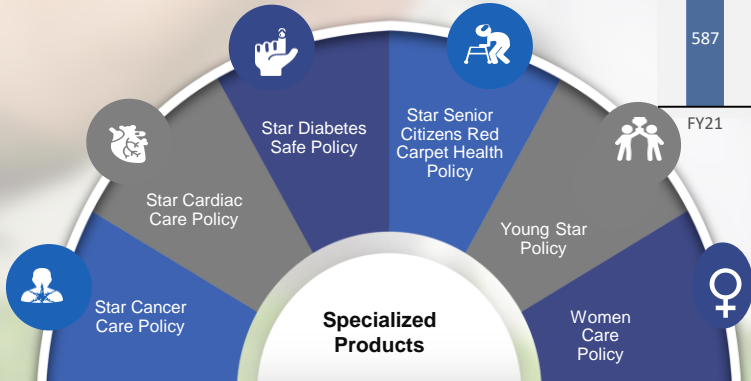 587
FY21
Star Diabetes
Safe Policy
Star Senior
Citizens Red
Carpet Health
Policy
Star Cardiac
Care Policy
Young Star
Policy
Star Cancer
Care Policy
Women
Care
Policy
Specialized
Products